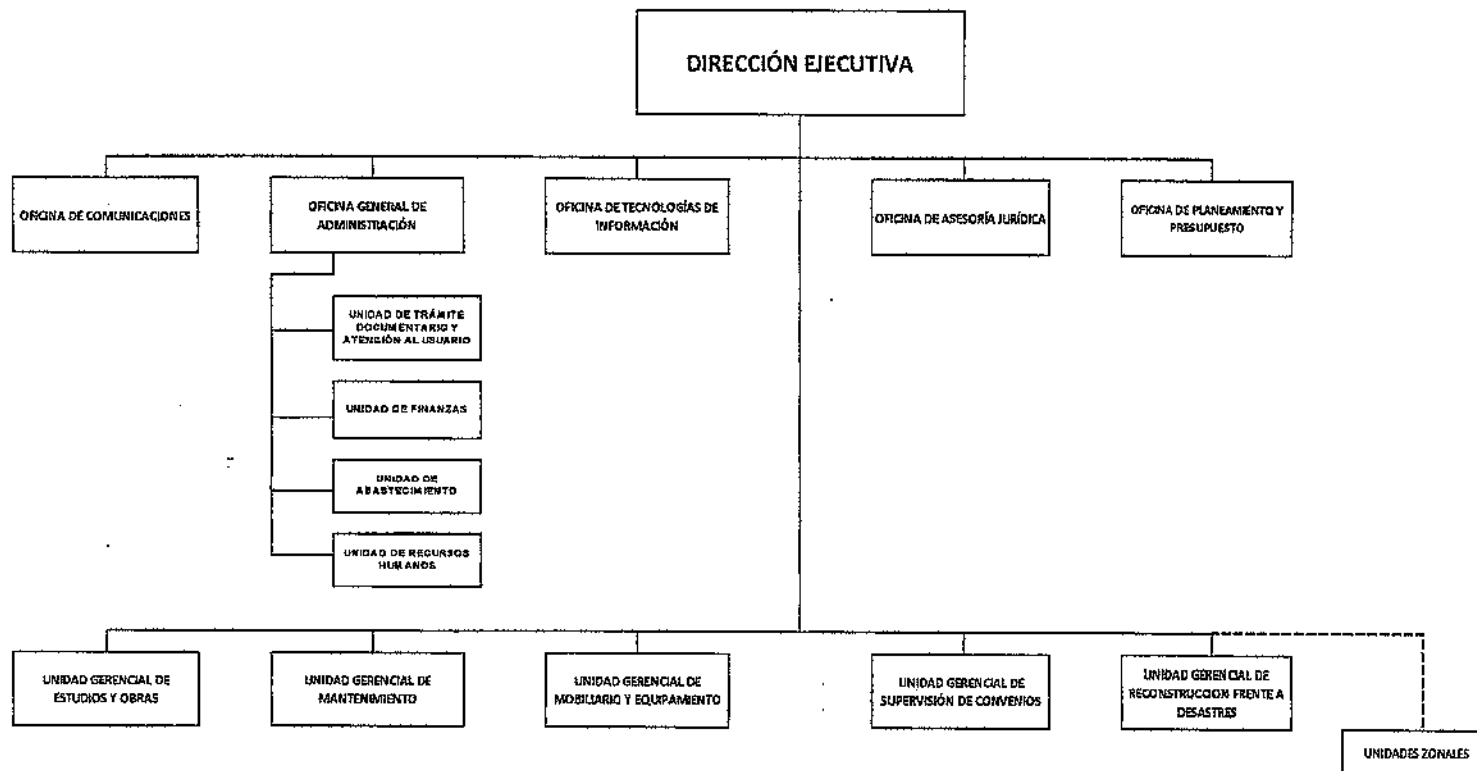 DIRECCIÓN EJECUTIVA
OFICINA DE COMUNICACIONES
OFICINA GENERAL DE
ADMINISTRACIÓN
OFICINA DE TECNOLOGÍAS DE
INFORMACIÓN
OFICINA DE ASESORÍA JURÍDICA
OFICINA DE PLANEAMIENTO Y
PRESUPUESTO
UNIDAD DE TRÁMITE
DOCUMENTARIO Y
ATENCIÓN AL USUARIO
UNIDAD DE FINANZAS
UNIDAD DE
ABASTECIMIENTO
UNIDAD DE RECURSOS
HUMANOS
UNIDAD GERENCIAL DE
ESTUDIOS Y OBRAS
UNIDAD GERENCIAL DE
MANTENIMIENTO
UNIDAD GERENCIAL DE
MOBILIARIO Y EQUIPAMIENTO
UNIDAD GERENCIAL DE
SUPERVISIÓN DE CONVENIOS
UNIDAD GERENCIAL DE
RECONSTRUCCION FRENTE A
DESASTRES
UNIDADES ZONALES